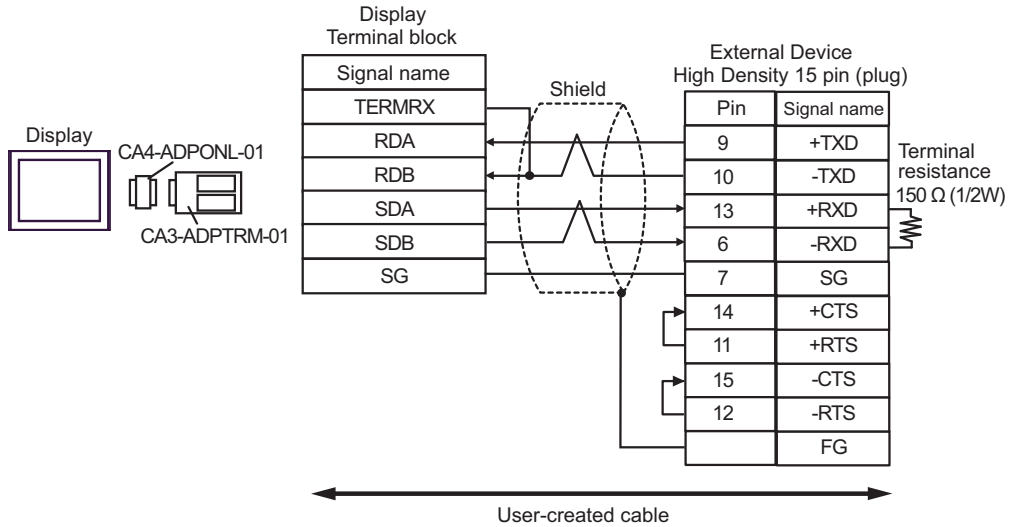 Display
Terminal block
Signal name
TERMRX
RDA
RDB
SDA
SDB
SG
Shield
External Device
High Density 15 pin (plug)
Pin Signal name
9 +TXD
10 -TXD
13 +RXD
6 -RXD
7 SG
14 +CTS
11 +RTS
15 -CTS
12 -RTS
FG
Terminal
resistance
150 Ω (1/2W)
Display
CA4-ADPONL-01
CA3-ADPTRM-01
User-created cable